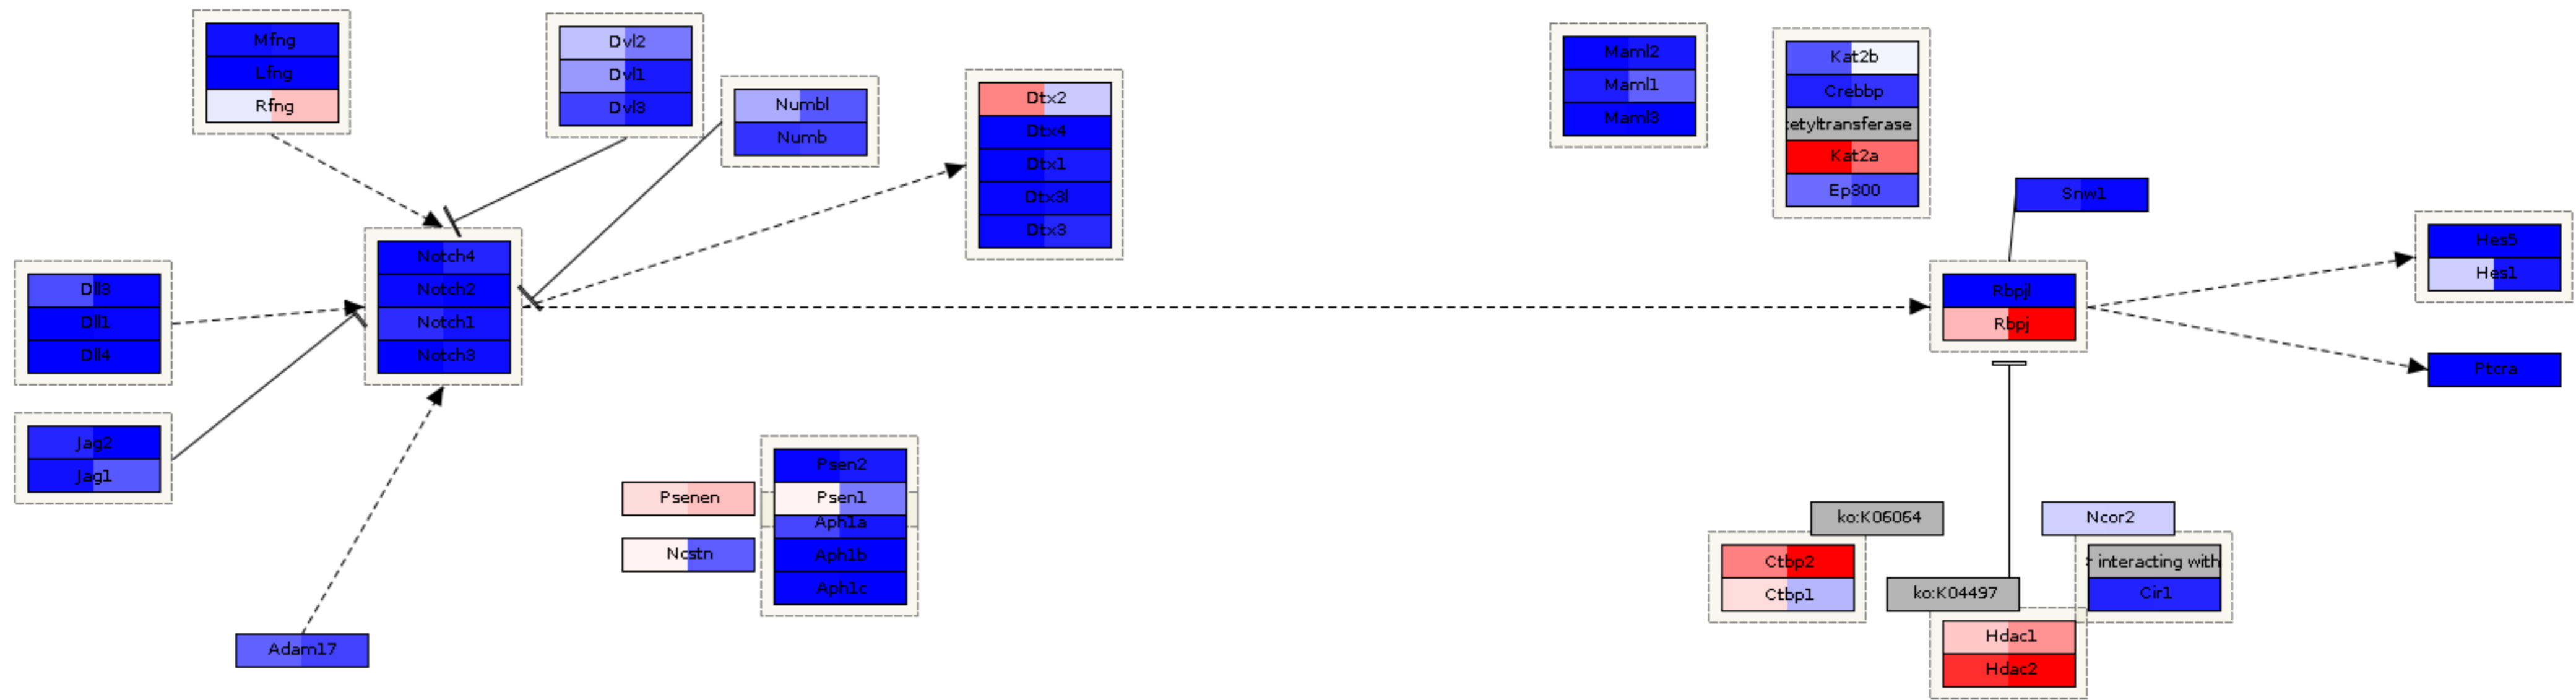 Mfng
Lfng
Rfng
Dvl2
Dvl1
Dvl3
Numbl
Numb
Dtx2
Dtx4
Dtx1
Dtx3l
Dtx3
Maml2
Maml1
Maml3
Kat2b
Crebbp
etyltransferase
Kat2a
Ep300
Snw1
Notch4
Notch2
Notch1
Notch3
Dll3
Dll1
Dll4
Jag2
Jag1
Rbpjl
Rbpj
Hes5
Hes1
Ptcra
Psen2
Psenen
Psen1
Aph1a
Ncstn
Aph1b
Aph1c
Adam17
ko:K06064
Ncor2
Ctbp2
Ctbp1
interacting with
Cir1
ko:K04497
Hdac1
Hdac2